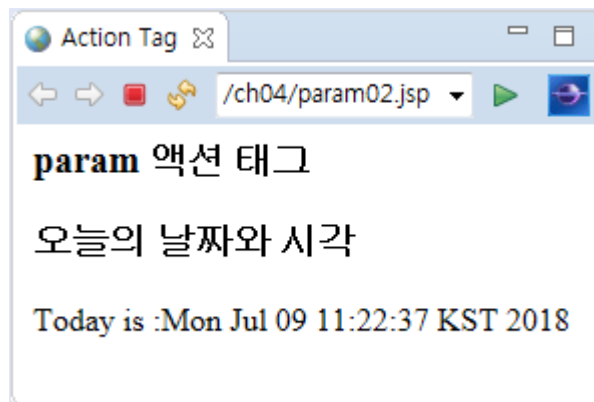 Action Tag
/ch04/param02.jsp
param 액션 태그
오늘의 날짜와 시각
Today is :Mon Jul 09 11:22:37 KST 2018